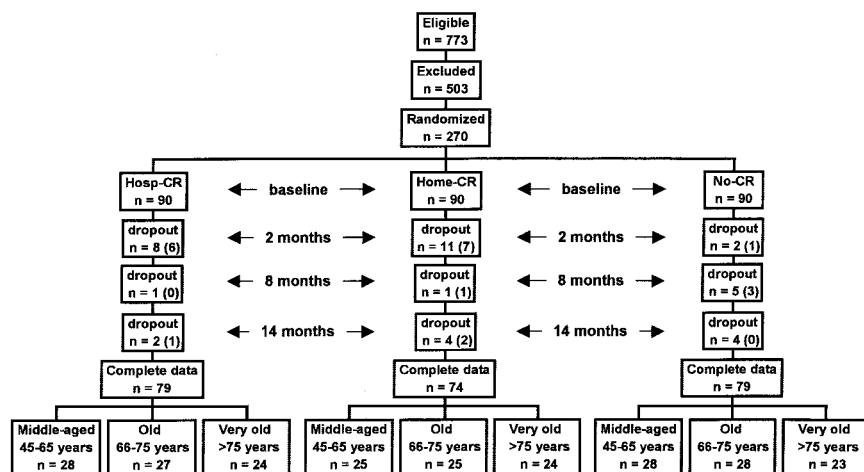 Eligible
n = 773
Excluded
n = 503
Randomized
n = 270
Hosp-CR
n = 90
baseline
Home-CR
n = 90
baseline
No-CR
n = 90
dropout
n = 8 (6)
2 months
dropout
n = 11 (7)
2 months
dropout
n = 2 (1)
dropout
n = 1 (0)
8 months
dropout
n = 1 (1)
8 months
dropout
n = 5 (3)
dropout
n = 2 (1)
14 months
dropout
n = 4 (2)
14 months
dropout
n = 4 (0)
Complete data
n = 79
Complete data
n = 74
Complete data
n = 79
Middle-aged
45-65 years
n = 28
Old
66-75 years
n = 27
Very old
>75 years
n = 24
Middle-aged
45-65 years
n = 25
Old
66-75 years
n = 25
Very old
>75 years
n = 24
Middle-aged
45-65 years
n = 28
Old
66-75 years
n = 28
Very old
>75 years
n = 23